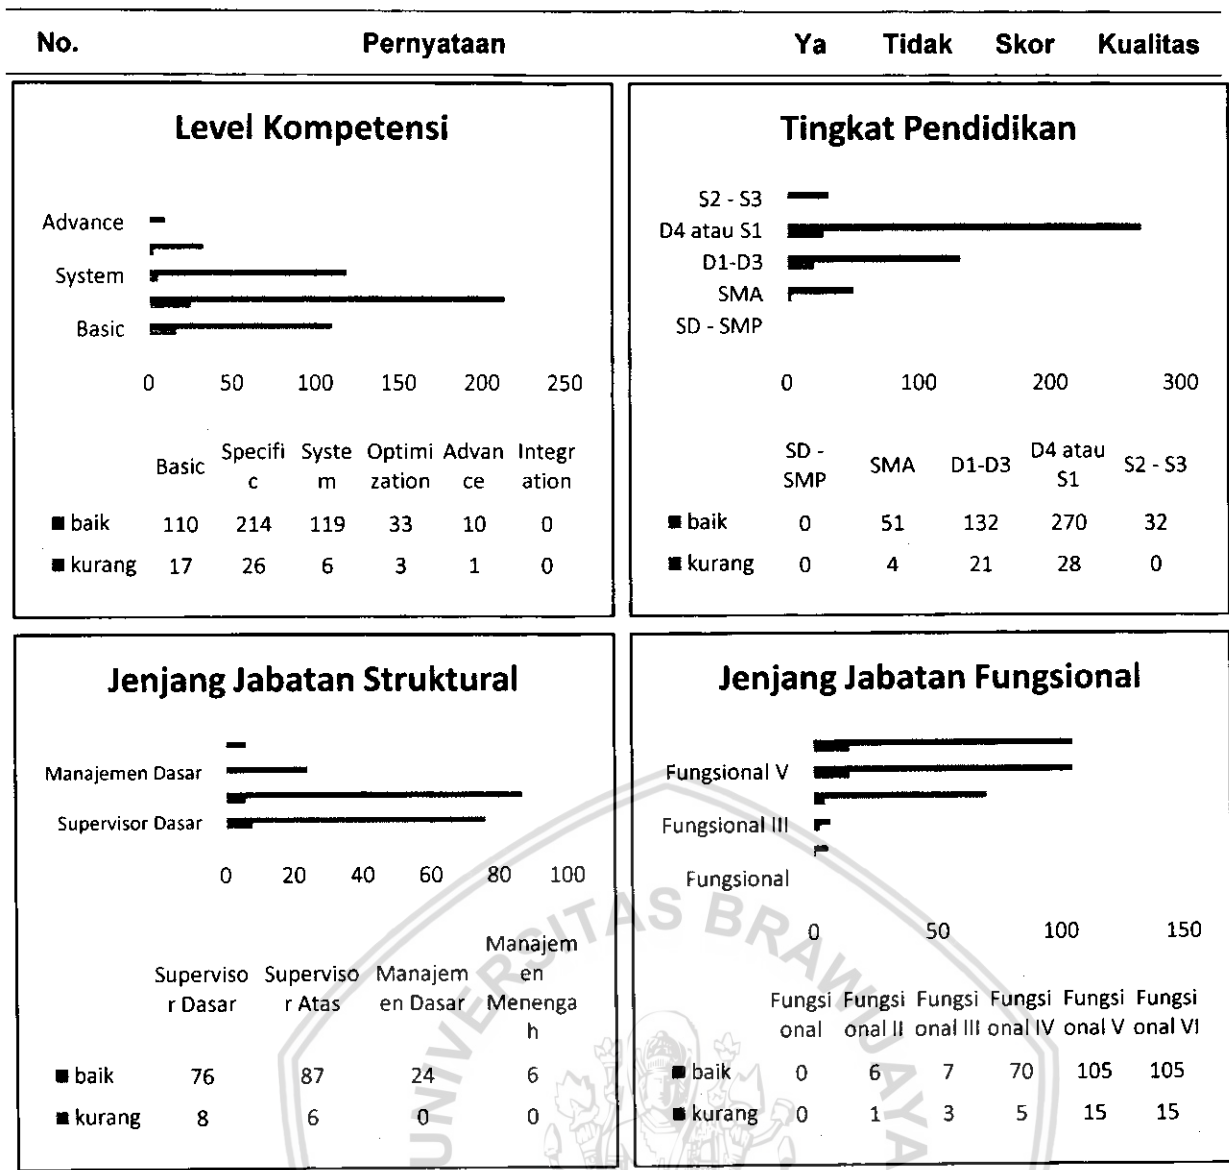 No. Pernyataan Ya Tidak Skor Kualitas
Level Kompetensi
Advance
System
Basic
0 50 100 150 200 250
Basic Specifi Syste Optimi Advan Integr
c m zation ce ation
baik 110 214 119 33 10 0
kurang 17 26 6 3 1 0
Tingkat Pendidikan
S2 - S3
D4 atau S1
D1-D3
SMA
SD - SMP
0 100 200 300
SD - SMA D1-D3 D4 atau S2 - S3
SMP S1
baik 0 51 132 270 32
kurang 0 4 21 28 0
Jenjang Jabatan Struktural
Manajemen Dasar
Supervisor Dasar
0 20 40 60 80 100
Manajem
Superviso Superviso Manajem en
r Dasar r Atas en Dasar Menenga
h
baik 76 87 24 6
kurang 8 6 0 0
Jenjang Jabatan Fungsional
Fungsional V
Fungsional III
Fungsional
0 50 100 150
Fungsi Fungsi Fungsi Fungsi Fungsi Fungsi
onal onal II onal III onal IV onal V onal VI
baik 0 6 7 70 105 105
kurang 0 1 3 5 15 15
UNIVERSITAS BRAWIJAYA